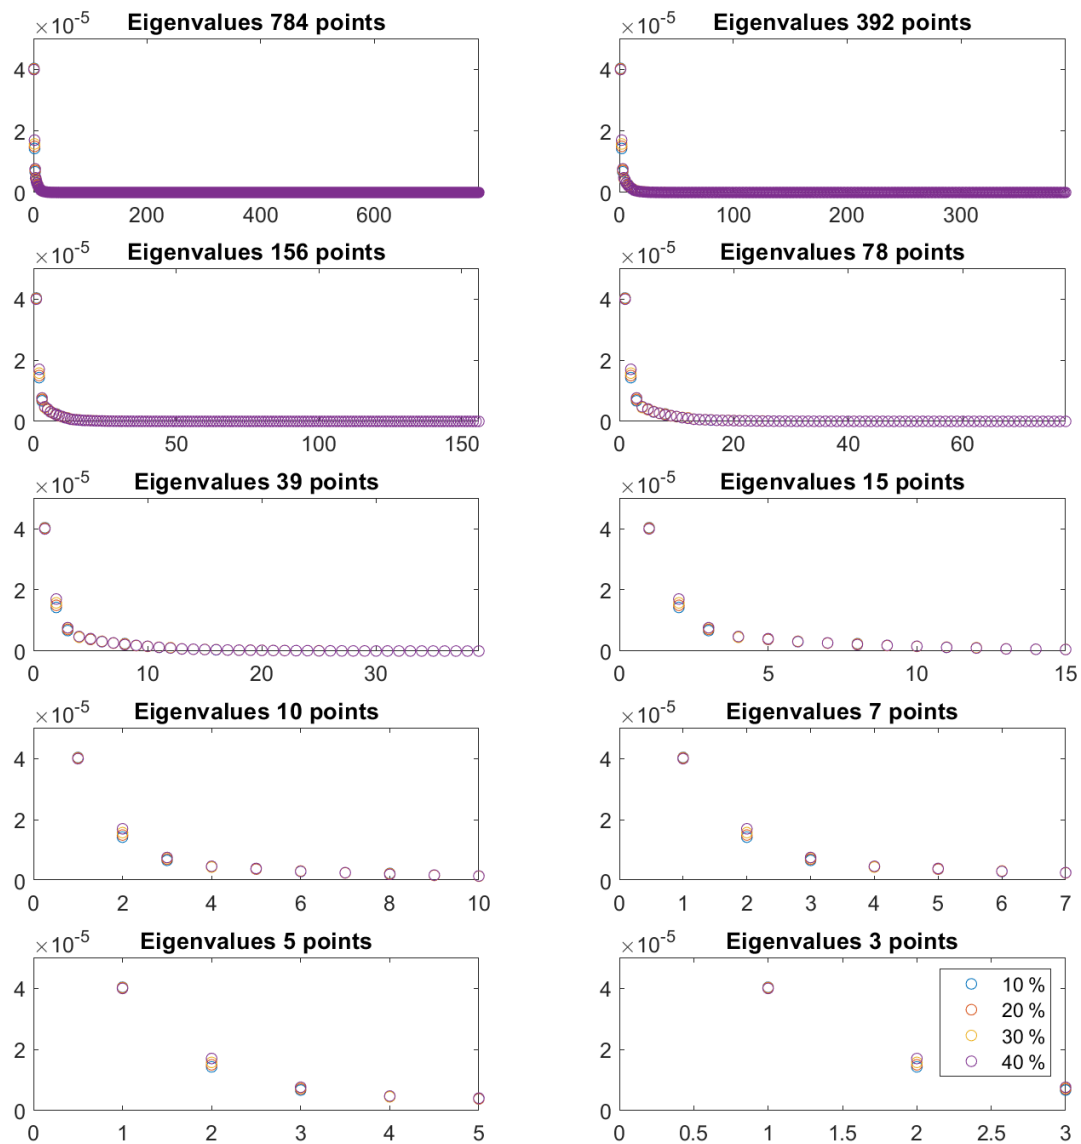 ×10-5 Eigenvalues 784 points
4
2
0
0 200 400 600
×10-5 Eigenvalues 392 points
4
2
0
0 100 200 300
×10-5 Eigenvalues 156 points
4
2
0
0 50 100 150
×10-5 Eigenvalues 78 points
4
2
0
0 20 40 60
×10-5 Eigenvalues 39 points
4
2
0
0 10 20 30
×10-5 Eigenvalues 15 points
4
2
0
0 5 10 15
×10-5 Eigenvalues 10 points
4
2
0
0 2 4 6 8 10
×10-5 Eigenvalues 7 points
4
2
0
0 1 2 3 4 5 6 7
×10-5 Eigenvalues 5 points
4
2
0
0 1 2 3 4 5
×10-5 Eigenvalues 3 points
4
2
0
10 %
20 %
30 %
40 %
0 0.5 1 1.5 2 2.5 3